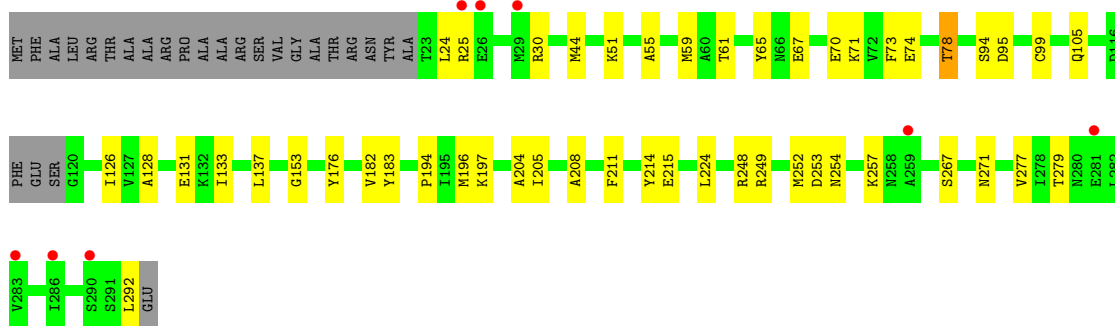 MET PHE ALA LEU ARG THR ALA ALA ARG PRO ALA ALA ARG SER VAL GLY ALA THR ARG ASN TYR ALA T23 L24 R25 E26 M29 R30 M44 K51 A55 M59 A60 T61 Y65 N66 E67 E70 K71 V72 F73 E74 T78 S94 D95 C99 Q105
PHE GLU SER G120 I126 V127 A128 E131 K132 I133 L137 G153 Y176 V182 Y183 P194 I195 M196 K197 A204 I205 A208 F211 Y214 E215 L224 R248 R249 M252 D253 N254 K257 N258 A259 S267 N271 V277 I278 T279 N280 E281
V283 I286 S290 S291 L292 GLU